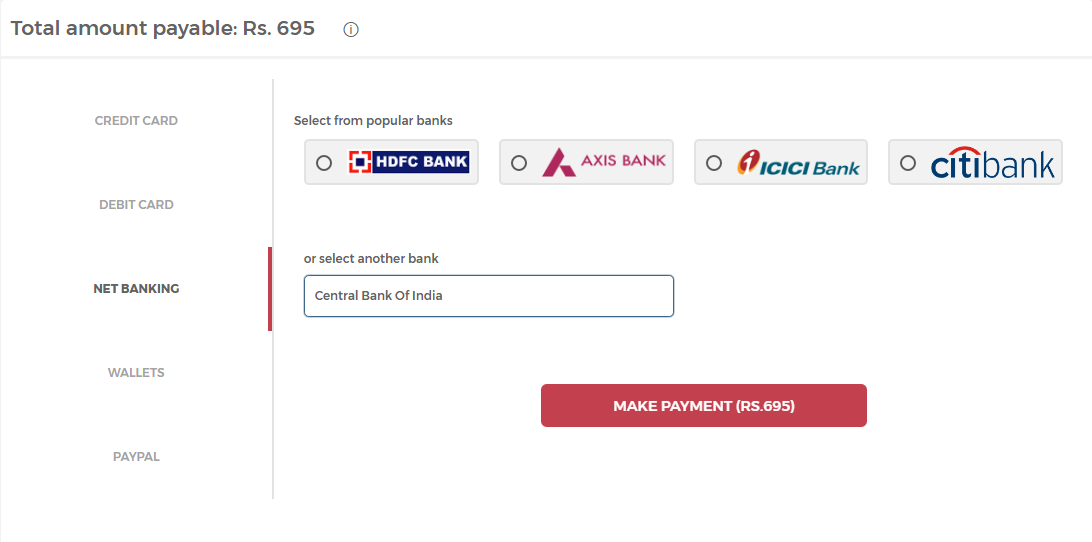 Total amount payable: Rs. 695
CREDIT CARD
DEBIT CARD
NET BANKING
WALLETS
PAYPAL
Select from popular banks
HDFC BANK
AXIS BANK
ICICI Bank
citibank
or select another bank
Central Bank Of India
MAKE PAYMENT (RS.695)